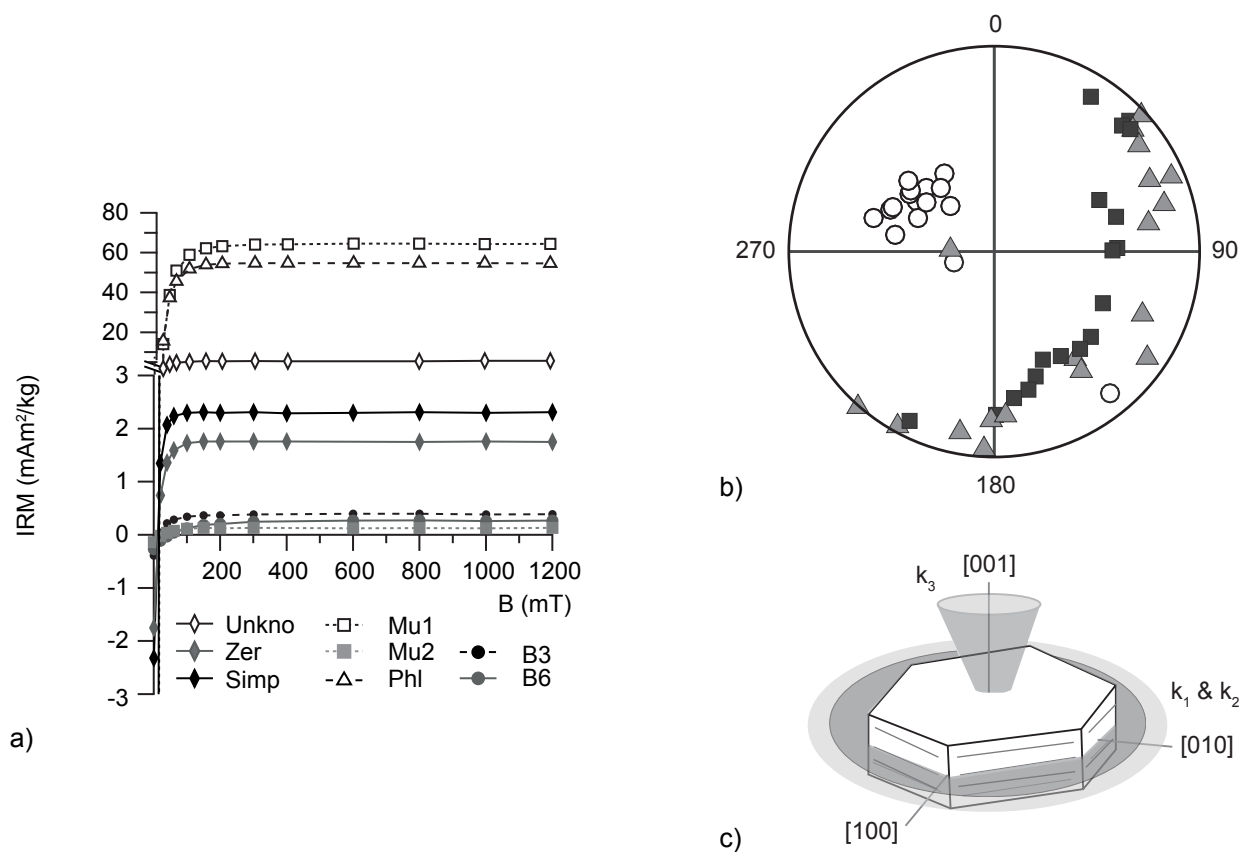 80
60
40
20
3
2
1
0
-1
-2
-3
IRM (mAm²/kg)
200 400 600 800 1000 1200
B (mT)
Unkno Mu1
Zer Mu2 B3
Simp Phl B6
a)
0
270 90
180
b)
k₃ [001]
k₁ & k₂
[010]
[100]
c)